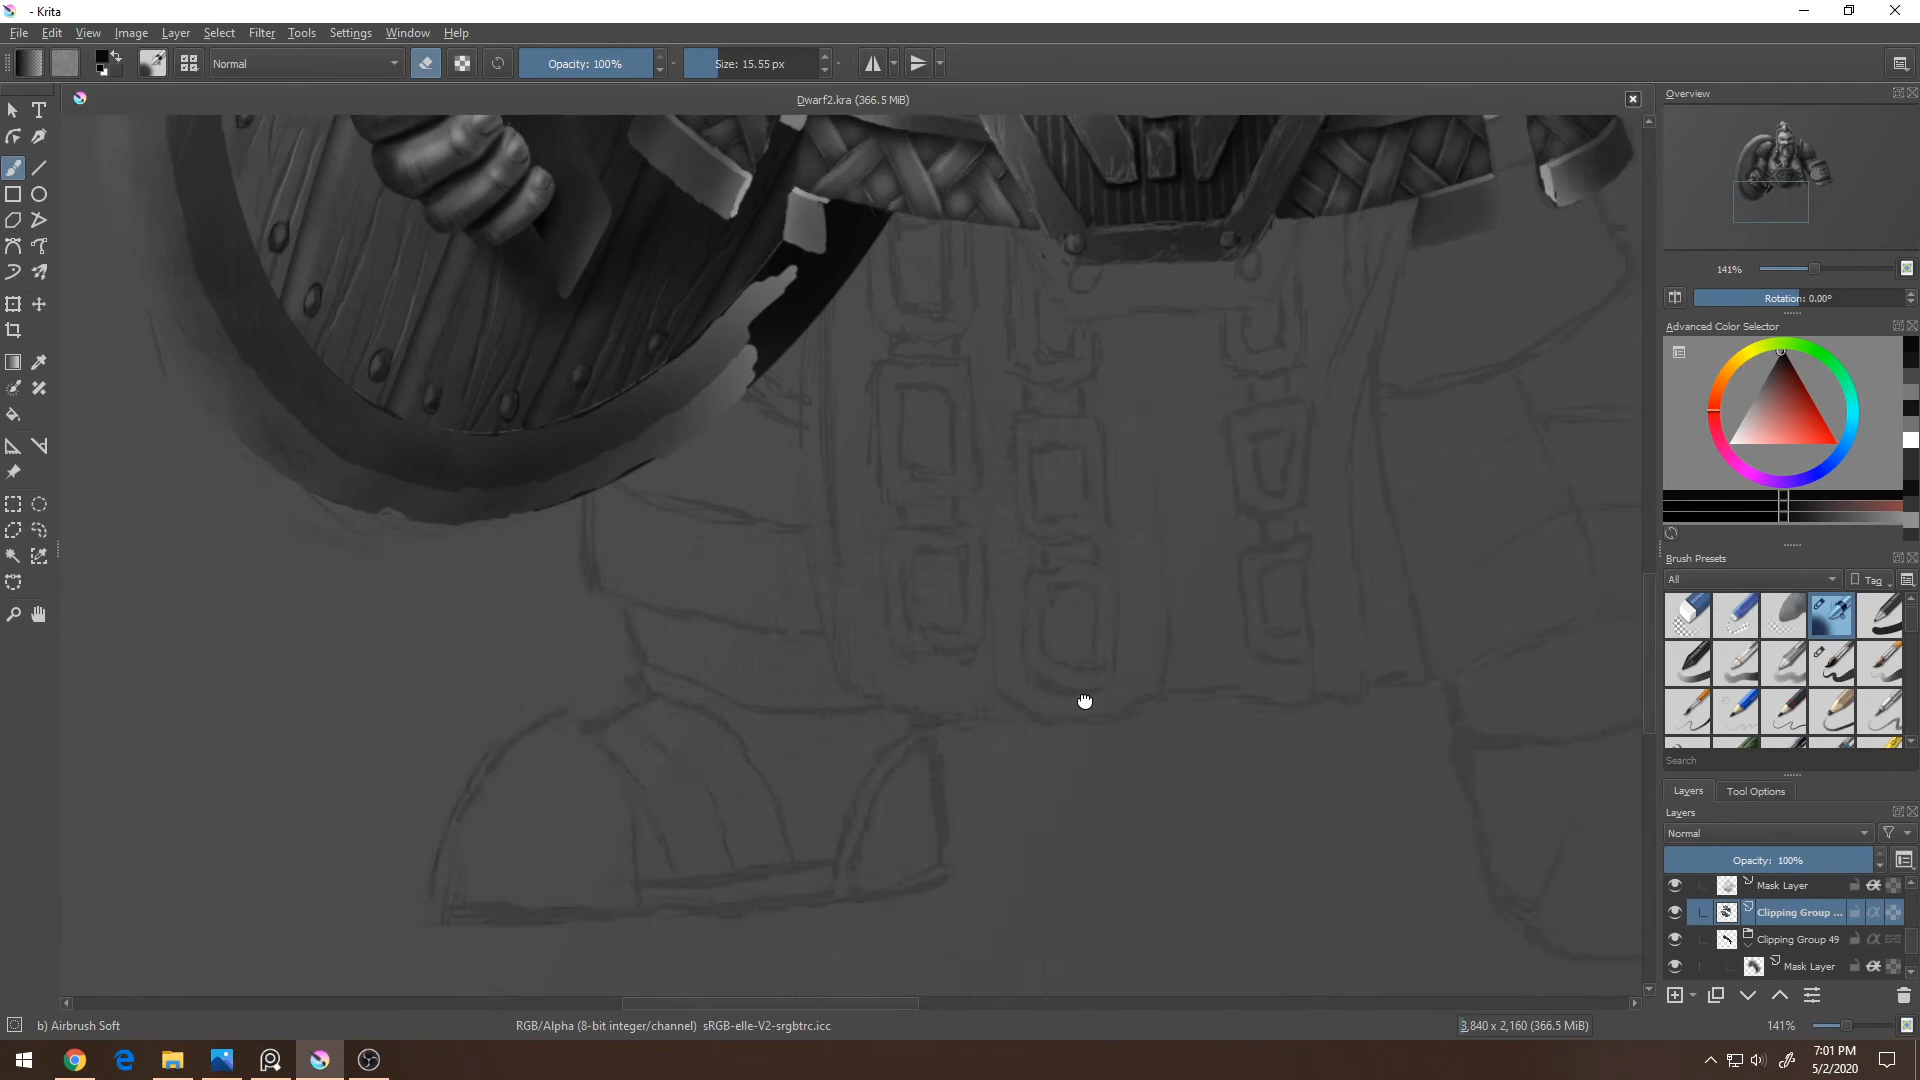 - Krita
File Edit View Image Layer Select Filter Tools Settings Window Help
Normal
Opacity: 100%
Size: 15.55 px
Dwarf2.kra (366.5 MiB)
Overview
141%
Rotation: 0.00°
Advanced Color Selector
Brush Presets
All
Tag
Search
Layers
Tool Options
Layers
Normal
Opacity: 100%
Mask Layer
Clipping Group ...
Clipping Group 49
Mask Layer
b) Airbrush Soft
RGB/Alpha (8-bit integer/channel) sRGB-elle-V2-srgbtrc.icc
3,840 x 2,160 (366.5 MiB)
141%
7:01 PM
5/2/2020